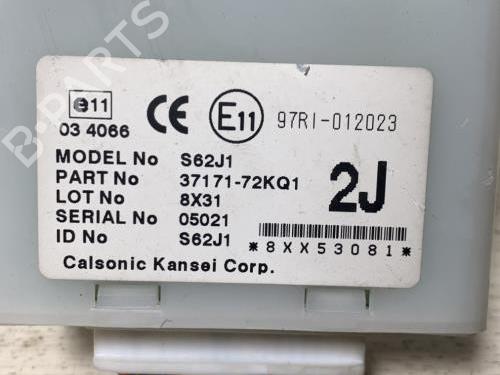 B-PARTS
e11
03 4066
CE
E11
97RI-012023
MODEL No S62J1
PART No 37171-72KQ1
LOT No 8X31
SERIAL No 05021
ID No S62J1
2J
*8XX53081*
Calsonic Kansei Corp.